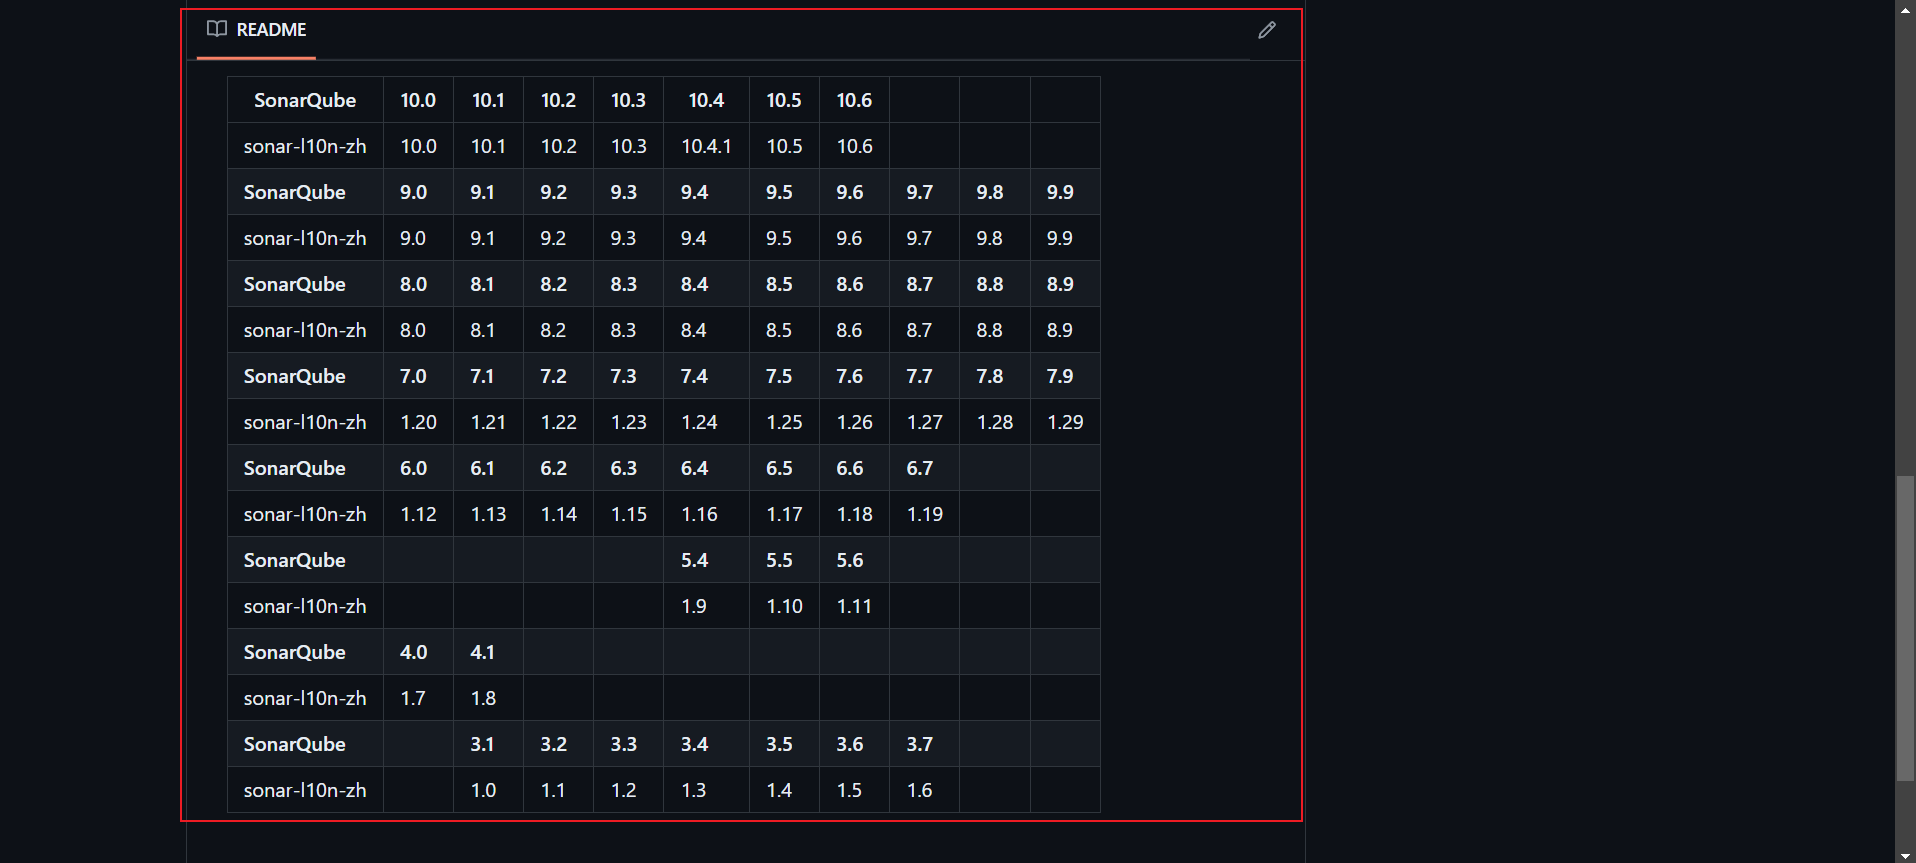 README
SonarQube 10.0 10.1 10.2 10.3 10.4 10.5 10.6
sonar-l10n-zh 10.0 10.1 10.2 10.3 10.4.1 10.5 10.6
SonarQube 9.0 9.1 9.2 9.3 9.4 9.5 9.6 9.7 9.8 9.9
sonar-l10n-zh 9.0 9.1 9.2 9.3 9.4 9.5 9.6 9.7 9.8 9.9
SonarQube 8.0 8.1 8.2 8.3 8.4 8.5 8.6 8.7 8.8 8.9
sonar-l10n-zh 8.0 8.1 8.2 8.3 8.4 8.5 8.6 8.7 8.8 8.9
SonarQube 7.0 7.1 7.2 7.3 7.4 7.5 7.6 7.7 7.8 7.9
sonar-l10n-zh 1.20 1.21 1.22 1.23 1.24 1.25 1.26 1.27 1.28 1.29
SonarQube 6.0 6.1 6.2 6.3 6.4 6.5 6.6 6.7
sonar-l10n-zh 1.12 1.13 1.14 1.15 1.16 1.17 1.18 1.19
SonarQube 5.4 5.5 5.6
sonar-l10n-zh 1.9 1.10 1.11
SonarQube 4.0 4.1
sonar-l10n-zh 1.7 1.8
SonarQube 3.1 3.2 3.3 3.4 3.5 3.6 3.7
sonar-l10n-zh 1.0 1.1 1.2 1.3 1.4 1.5 1.6